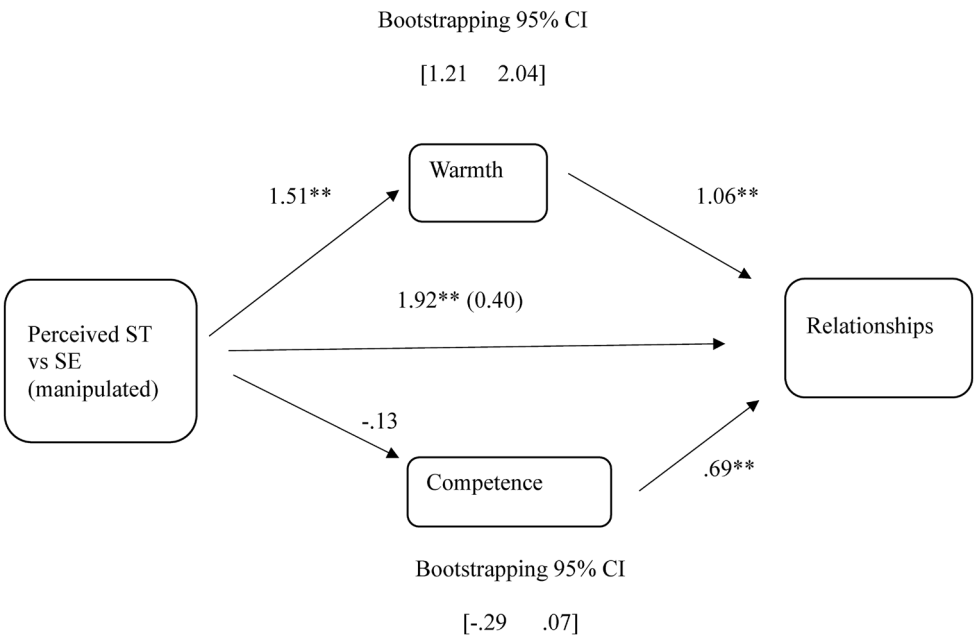 Bootstrapping 95% CI
[1.21 2.04]
Warmth
1.51**
1.06**
1.92** (0.40)
Perceived ST
vs SE
(manipulated)
Relationships
-.13
.69**
Competence
Bootstrapping 95% CI
[-.29 .07]